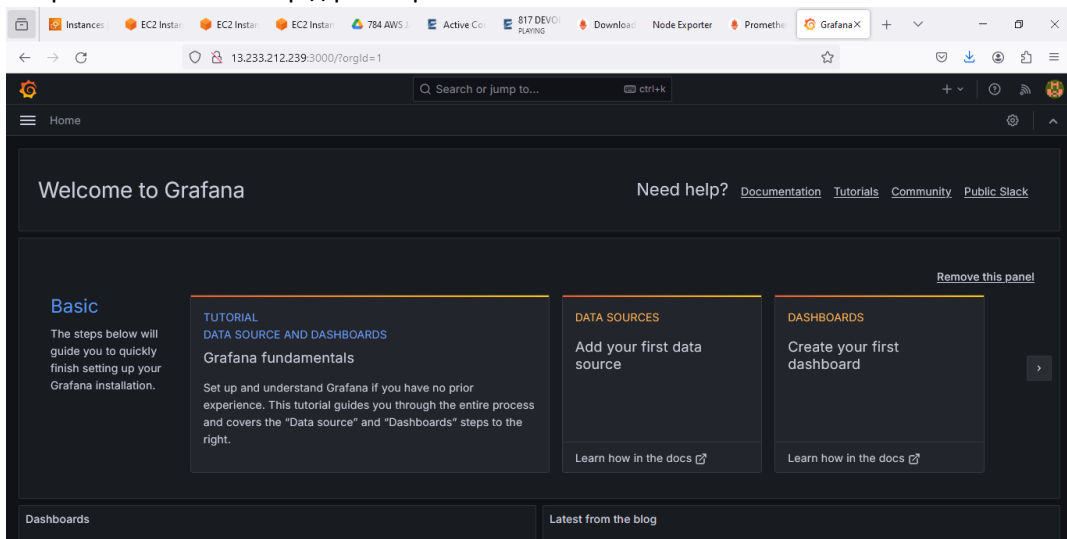 Instances
EC2 Instan
EC2 Instan
EC2 Instan
784 AWS J
Active Co
817 DEVO
PLAYING
Download
Node Exporter
Promethe
Grafana
13.233.212.239:3000/?orgId=1
Search or jump to...
ctrl+k
Home
Welcome to Grafana
Need help?
Documentation
Tutorials
Community
Public Slack
Remove this panel
Basic
The steps below will
guide you to quickly
finish setting up your
Grafana installation.
TUTORIAL
DATA SOURCE AND DASHBOARDS
Grafana fundamentals
Set up and understand Grafana if you have no prior
experience. This tutorial guides you through the entire process
and covers the “Data source” and “Dashboards” steps to the
right.
DATA SOURCES
Add your first data
source
Learn how in the docs
DASHBOARDS
Create your first
dashboard
Learn how in the docs
Dashboards
Latest from the blog